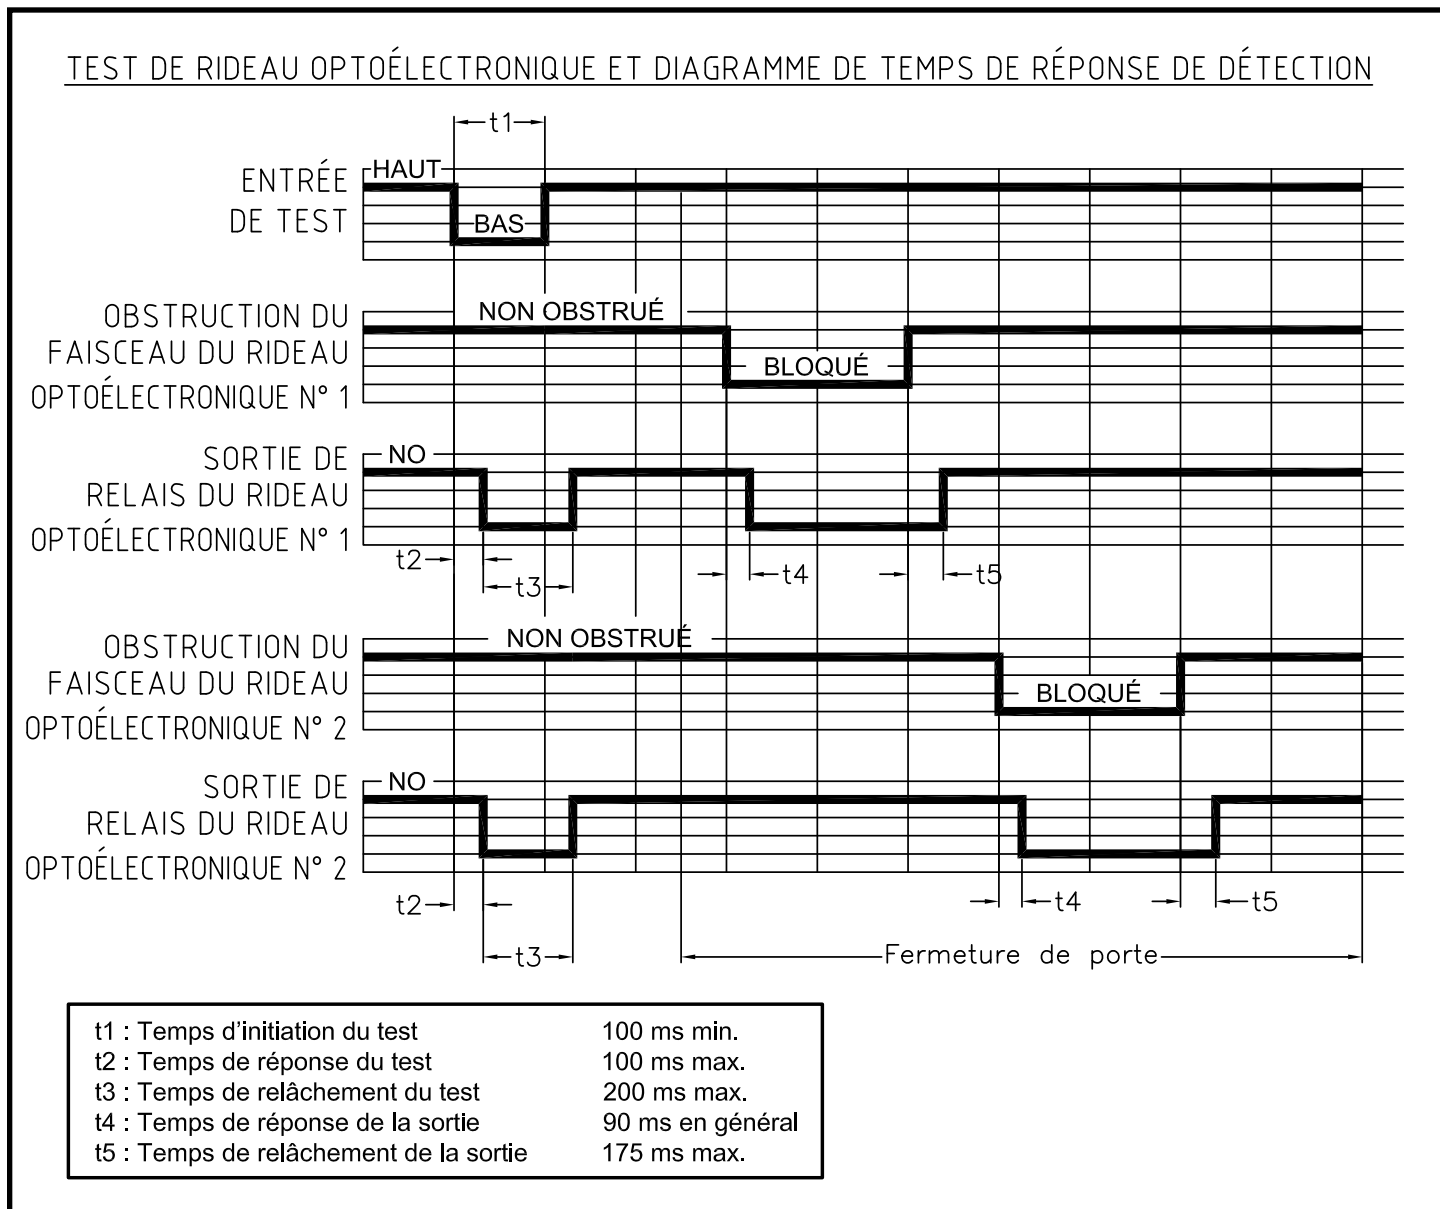 TEST DE RIDEAU OPTOÉLECTRONIQUE ET DIAGRAMME DE TEMPS DE RÉPONSE DE DÉTECTION
t1
HAUT
ENTRÉE
DE TEST
BAS
NON OBSTRUÉ
OBSTRUCTION DU
FAISCEAU DU RIDEAU
OPTOÉLECTRONIQUE N° 1
BLOQUÉ
NO
SORTIE DE
RELAIS DU RIDEAU
OPTOÉLECTRONIQUE N° 1
t2
t3
t4
t5
NON OBSTRUÉ
OBSTRUCTION DU
FAISCEAU DU RIDEAU
OPTOÉLECTRONIQUE N° 2
BLOQUÉ
NO
SORTIE DE
RELAIS DU RIDEAU
OPTOÉLECTRONIQUE N° 2
t2
t4
t5
t3
Fermeture de porte
t1 : Temps d'initiation du test 100 ms min.
t2 : Temps de réponse du test 100 ms max.
t3 : Temps de relâchement du test 200 ms max.
t4 : Temps de réponse de la sortie 90 ms en général
t5 : Temps de relâchement de la sortie 175 ms max.